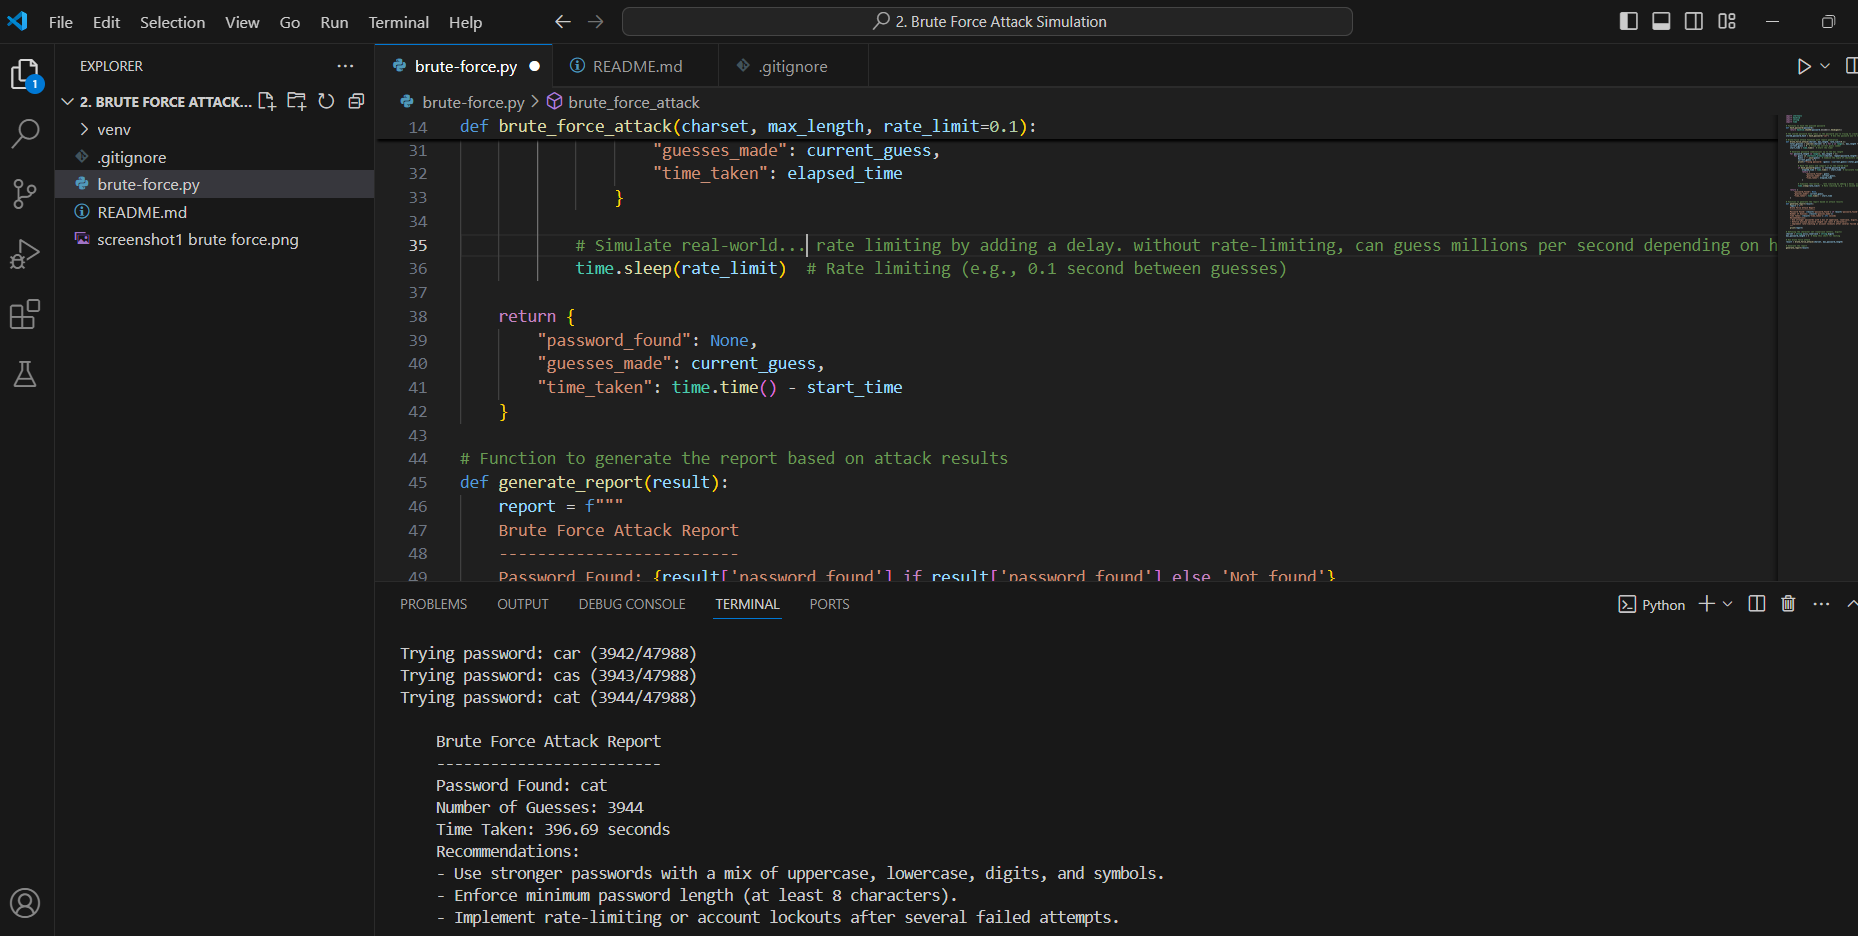 File Edit Selection View Go Run Terminal Help
2. Brute Force Attack Simulation
EXPLORER
2. BRUTE FORCE ATTACK...
venv
.gitignore
brute-force.py
README.md
screenshot1 brute force.png
1
brute-force.py README.md .gitignore
brute-force.py > brute_force_attack
14 def brute_force_attack(charset, max_length, rate_limit=0.1):
31 "guesses_made": current_guess,
32 "time_taken": elapsed_time
33 }
34
35 # Simulate real-world... rate limiting by adding a delay. without rate-limiting, can guess millions per second depending on h
36 time.sleep(rate_limit)  # Rate limiting (e.g., 0.1 second between guesses)
37
38 return {
39 "password_found": None,
40 "guesses_made": current_guess,
41 "time_taken": time.time() - start_time
42 }
43
44 # Function to generate the report based on attack results
45 def generate_report(result):
46 report = f"""
47 Brute Force Attack Report
48 -------------------------
49 Password Found: {result['password_found'] if result['password_found'] else 'Not found'}
PROBLEMS OUTPUT DEBUG CONSOLE TERMINAL PORTS
Python
Trying password: car (3942/47988)
Trying password: cas (3943/47988)
Trying password: cat (3944/47988)
Brute Force Attack Report
-------------------------
Password Found: cat
Number of Guesses: 3944
Time Taken: 396.69 seconds
Recommendations:
- Use stronger passwords with a mix of uppercase, lowercase, digits, and symbols.
- Enforce minimum password length (at least 8 characters).
- Implement rate-limiting or account lockouts after several failed attempts.